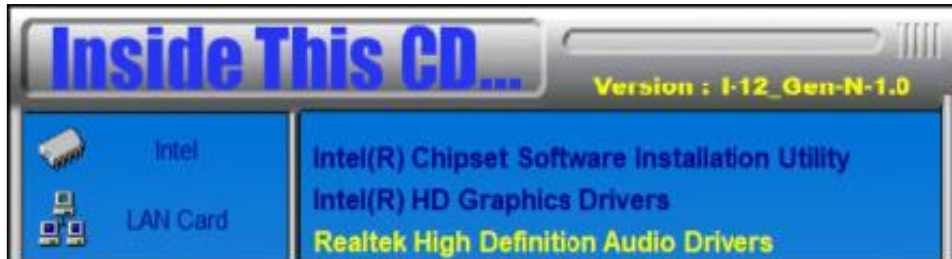 Inside This CD...
Version : I-12_Gen-N-1.0
Intel
LAN Card
Intel(R) Chipset Software Installation Utility
Intel(R) HD Graphics Drivers
Realtek High Definition Audio Drivers